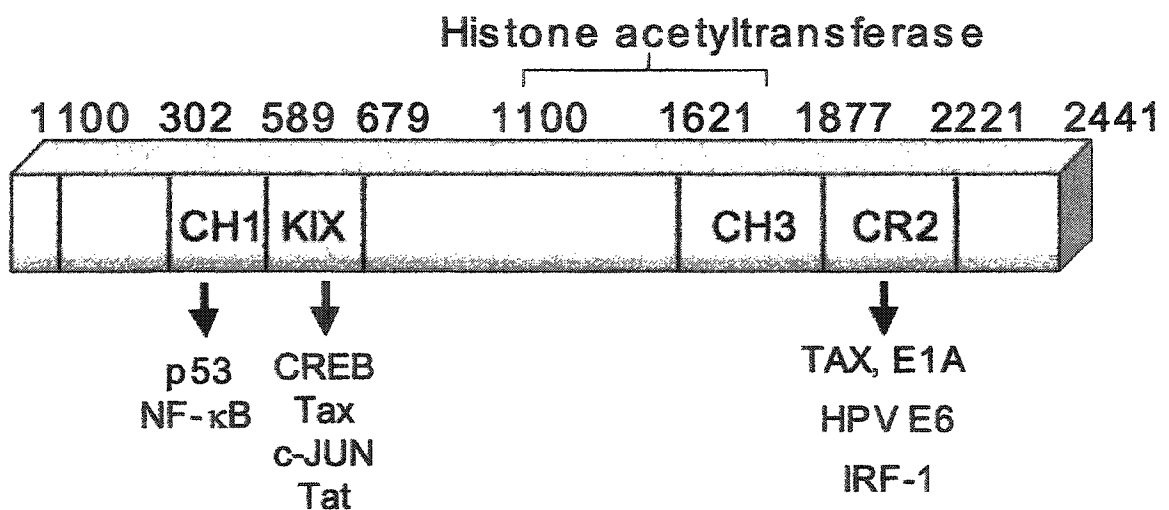 Histone acetyltransferase
1100 302 589 679 1100 1621 1877 2221 2441
CH1 KIX CH3 CR2
p53 CREB TAX, E1A
NF-κB Tax HPV E6
c-JUN IRF-1
Tat